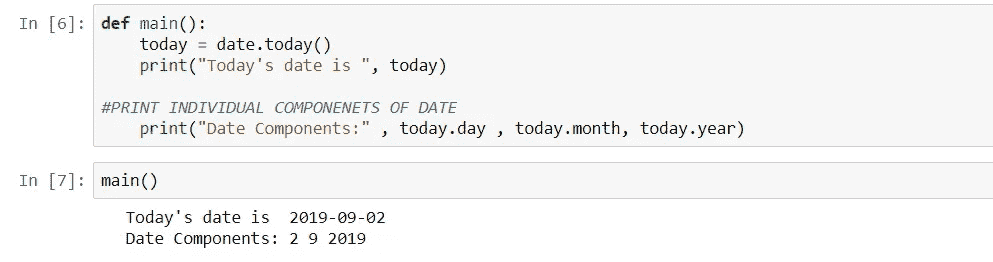 In [6]: def main():
    today = date.today()
    print("Today's date is ", today)
#PRINT INDIVIDUAL COMPONENETS OF DATE
    print("Date Components:" , today.day , today.month, today.year)
In [7]: main()
Today's date is  2019-09-02
Date Components: 2 9 2019